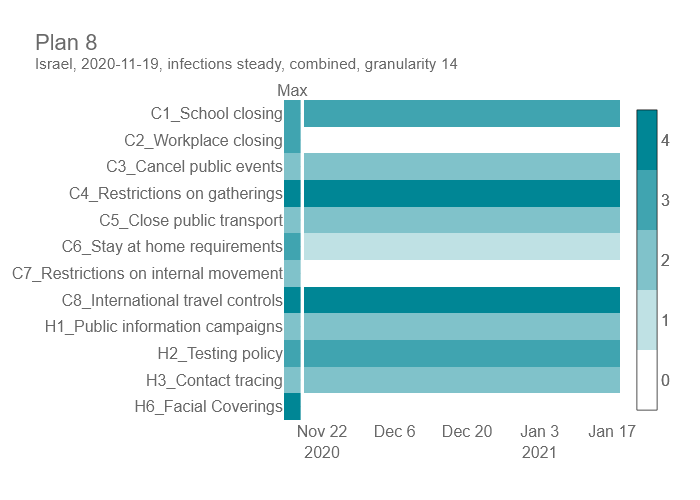 Plan 8
Israel, 2020-11-19, infections steady, combined, granularity 14
Max
C1_School closing
C2_Workplace closing
C3_Cancel public events
C4_Restrictions on gatherings
C5_Close public transport
C6_Stay at home requirements
C7_Restrictions on internal movement
C8_International travel controls
H1_Public information campaigns
H2_Testing policy
H3_Contact tracing
H6_Facial Coverings
4
3
2
1
0
Nov 22 Dec 6 Dec 20 Jan 3 Jan 17
2020 2021